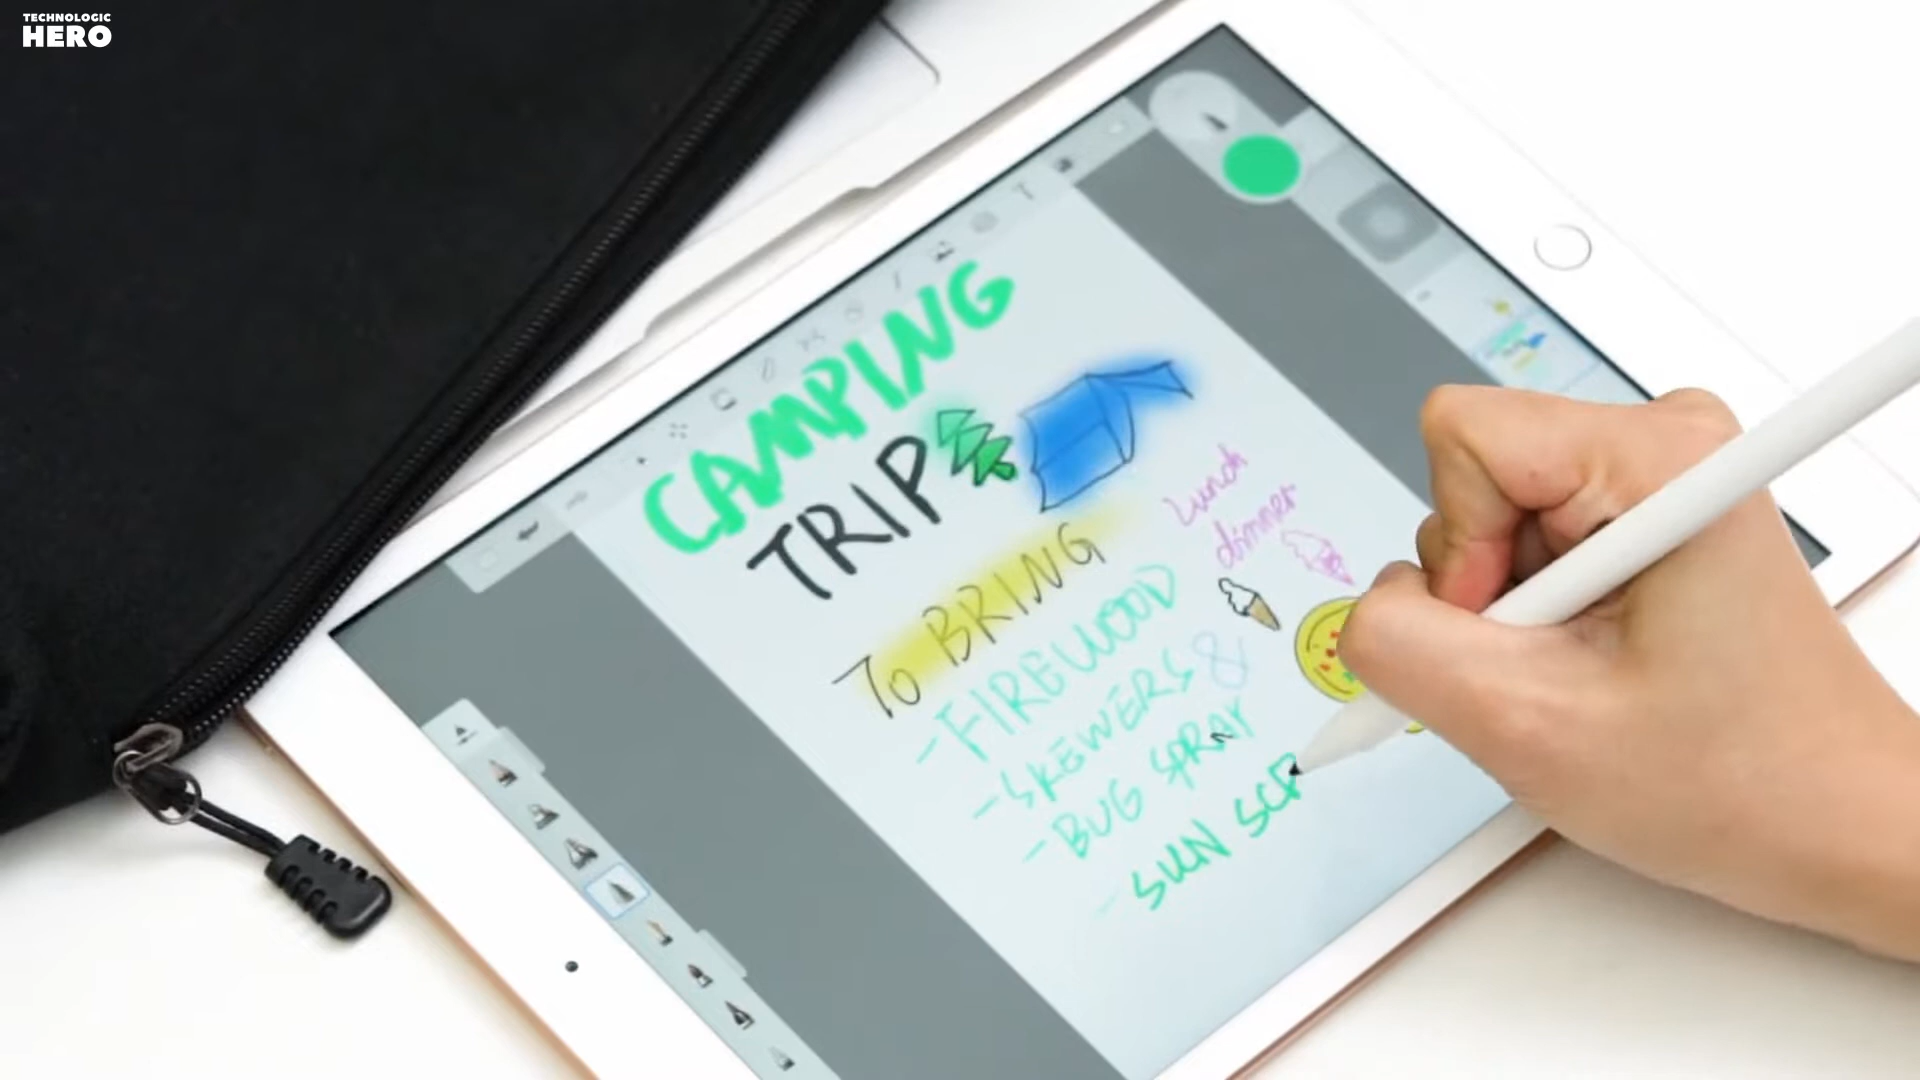 TECHNOLOGIC
HERO
CAMPING
TRIP
TO BRING
-FIREWOOD
-SKEWERS &
-BUG SPRAY
-SUN SCR
lunch
dinner